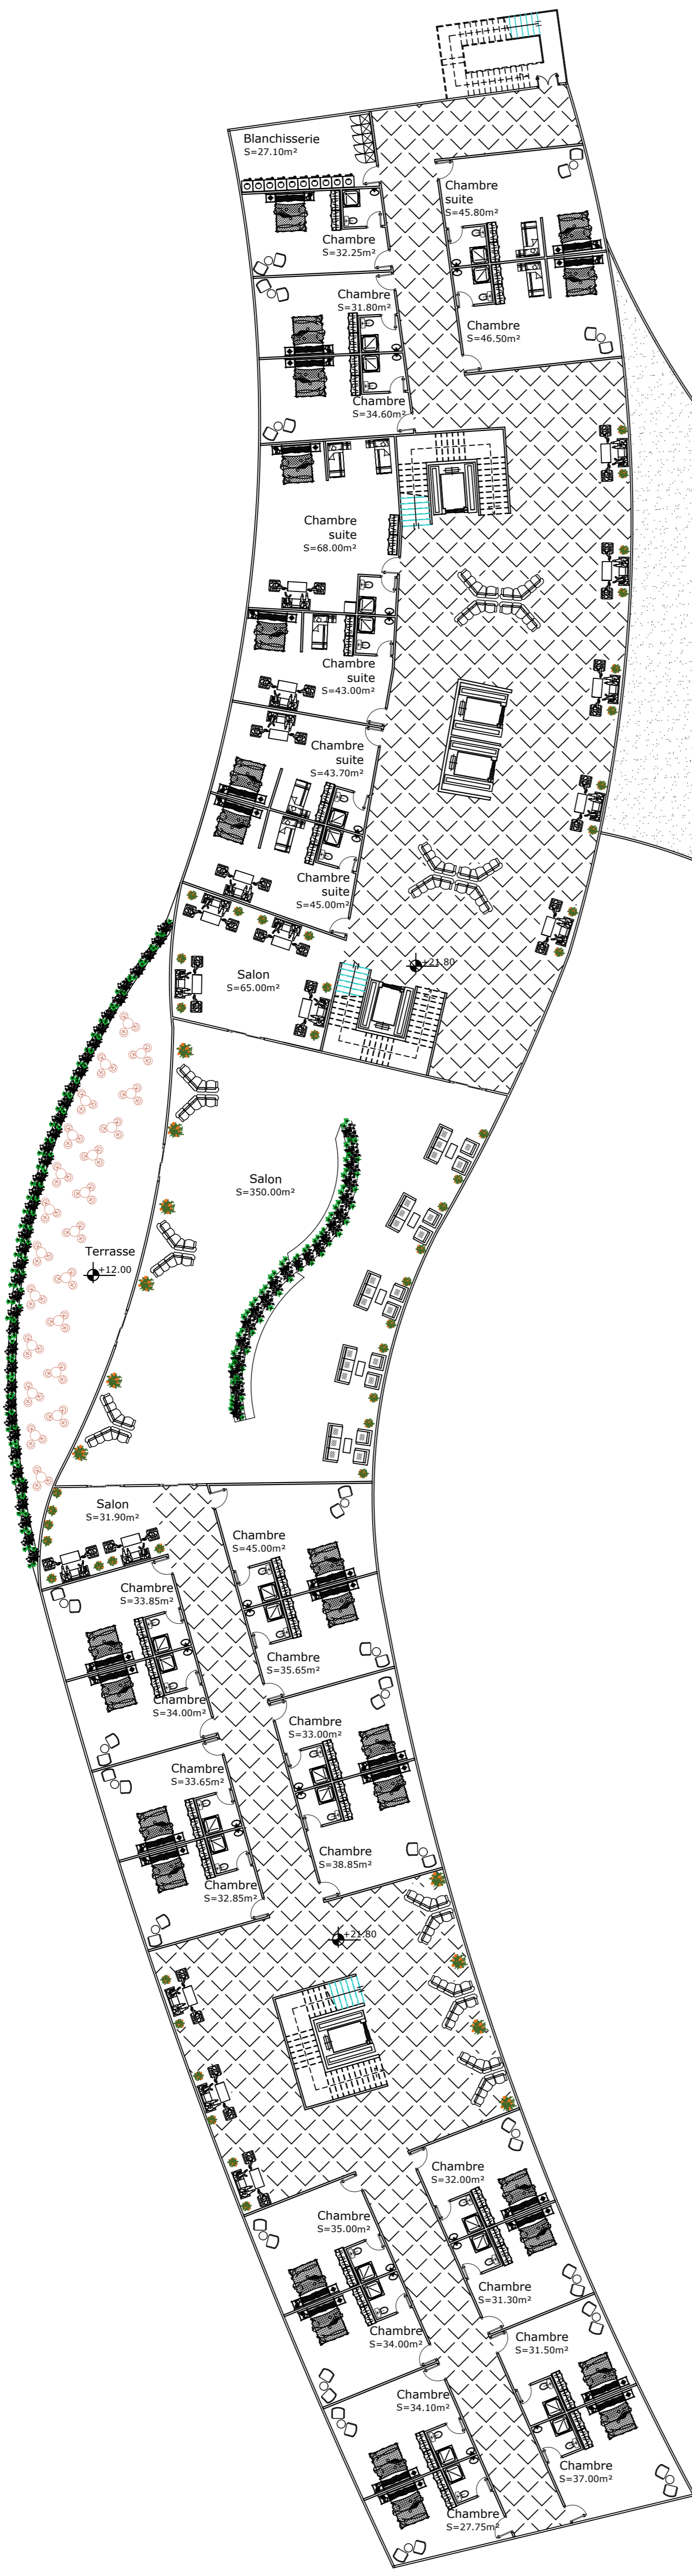 Blanchisserie
S=27.10m²
Chambre
suite
S=45.80m²
Chambre
S=32.25m²
Chambre
S=31.80m²
Chambre
S=46.50m²
Chambre
S=34.60m²
Chambre
suite
S=68.00m²
Chambre
suite
S=43.00m²
Chambre
suite
S=43.70m²
Chambre
suite
S=45.00m²
+21.80
Salon
S=65.00m²
Salon
S=350.00m²
Terrasse
+12.00
Salon
S=31.90m²
Chambre
S=45.00m²
Chambre
S=33.85m²
Chambre
S=35.65m²
Chambre
S=34.00m²
Chambre
S=33.00m²
Chambre
S=33.65m²
Chambre
S=38.85m²
Chambre
S=32.85m²
+21.80
Chambre
S=32.00m²
Chambre
S=35.00m²
Chambre
S=31.30m²
Chambre
S=34.00m²
Chambre
S=31.50m²
Chambre
S=34.10m²
Chambre
S=37.00m²
Chambre
S=27.75m²